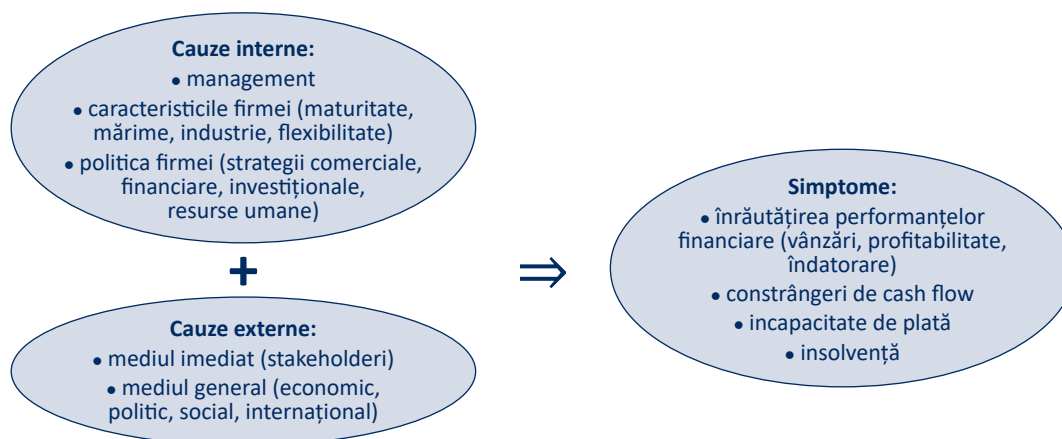 Cauze interne:
• management
• caracteristicile firmei (maturitate,
mărime, industrie, flexibilitate)
• politica firmei (strategii comerciale,
financiare, investiționale,
resurse umane)
+
Cauze externe:
• mediul imediat (stakeholderi)
• mediul general (economic,
politic, social, internațional)
⇒
Simptome:
• înrăutățirea performanțelor
financiare (vânzări, profitabilitate,
îndatorare)
• constrângeri de cash flow
• incapacitate de plată
• insolvență